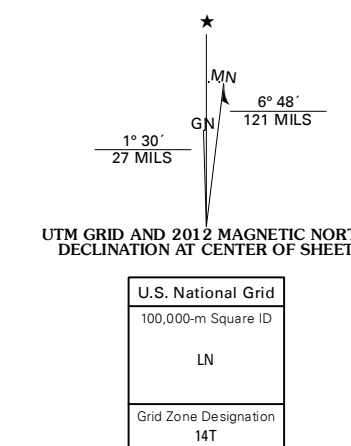 ★
MN
GN
6° 48´
121 MILS
1° 30´
27 MILS
UTM GRID AND 2012 MAGNETIC NORT
DECLINATION AT CENTER OF SHEET
U.S. National Grid
100,000-m Square ID
LN
Grid Zone Designation
14T